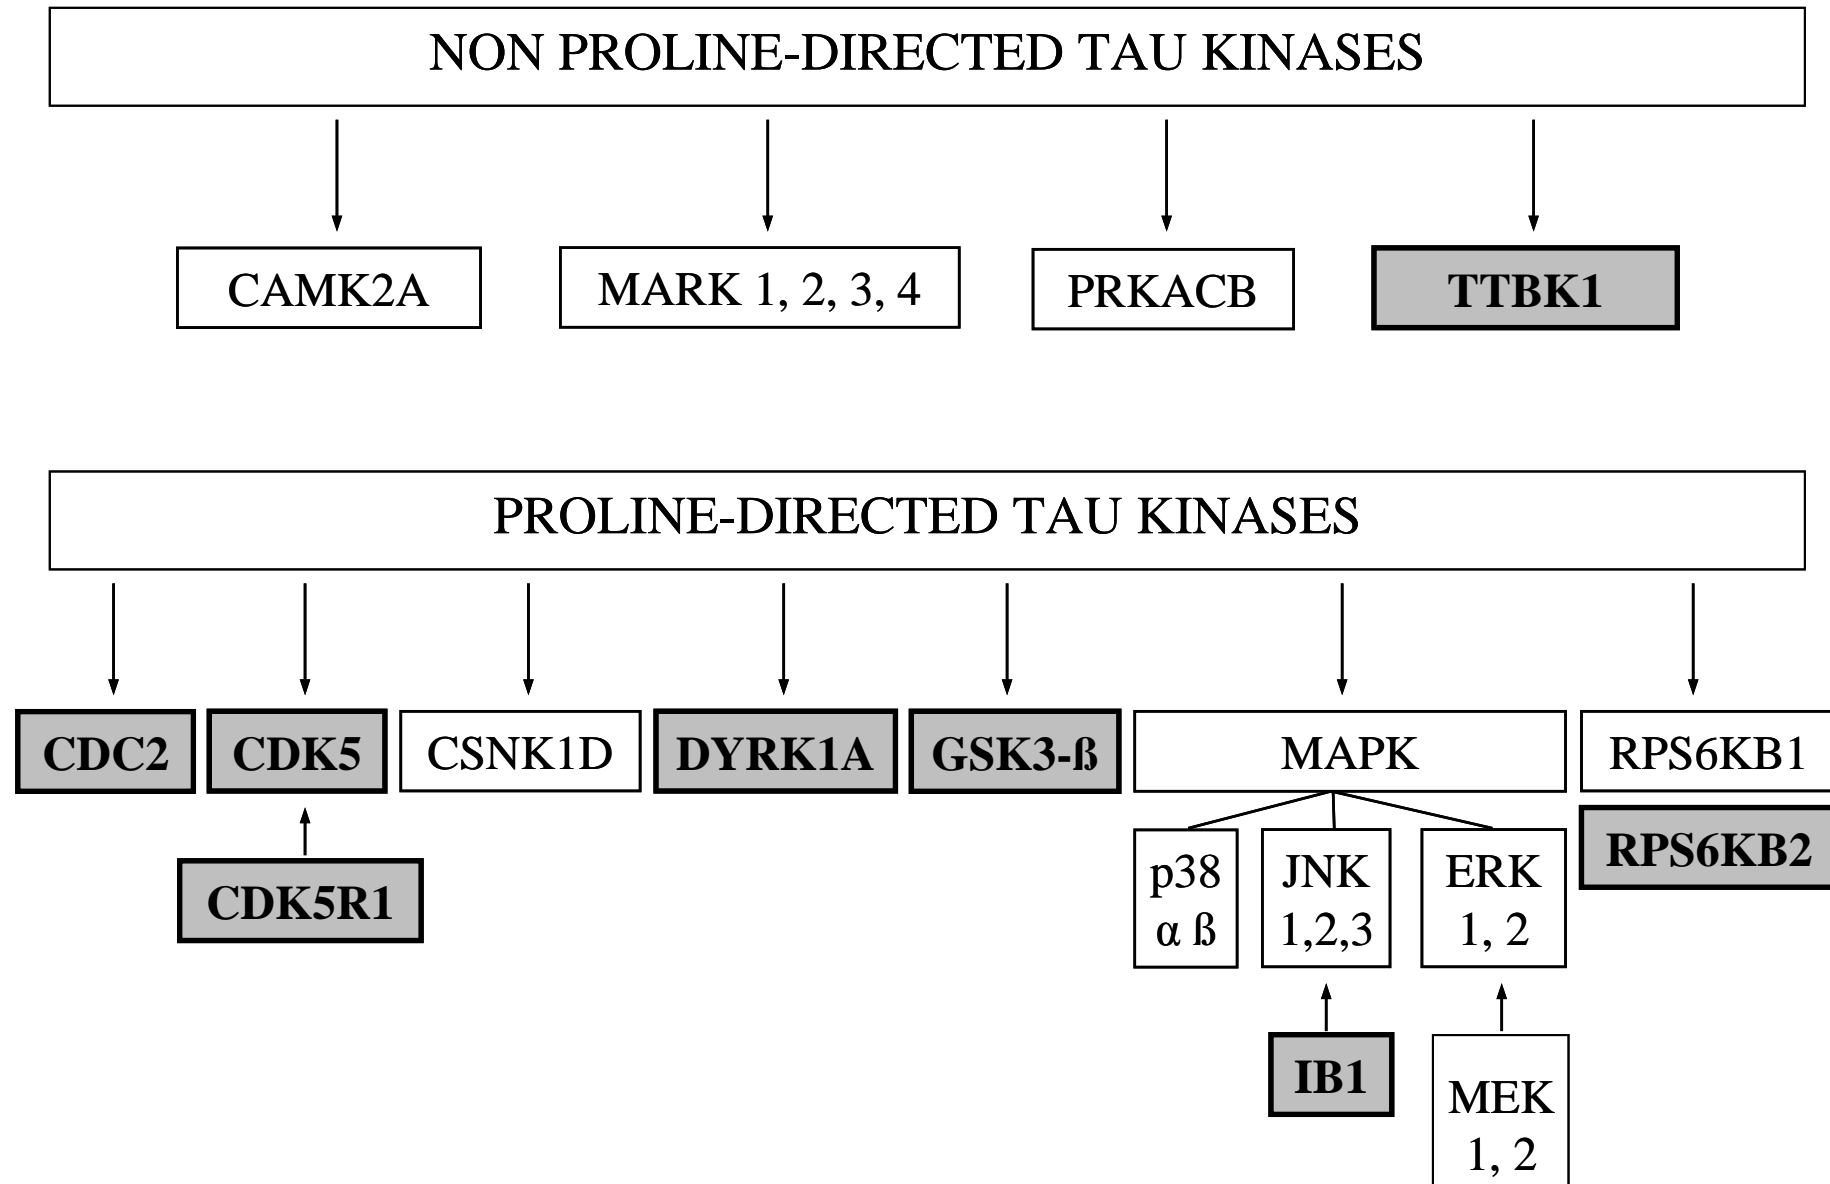 NON PROLINE-DIRECTED TAU KINASES
CAMK2A
MARK 1, 2, 3, 4
PRKACB
TTBK1
PROLINE-DIRECTED TAU KINASES
CDC2
CDK5
CSNK1D
DYRK1A
GSK3-ß
MAPK
RPS6KB1
RPS6KB2
CDK5R1
p38
α ß
JNK
1,2,3
ERK
1, 2
IB1
MEK
1, 2